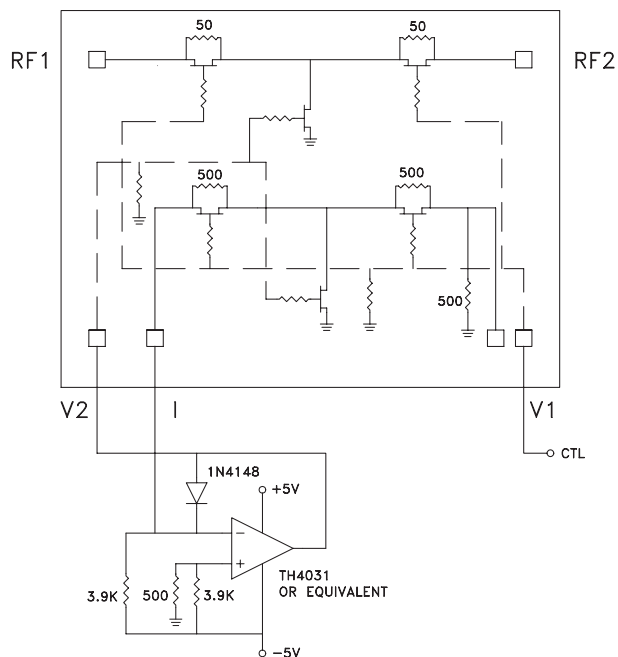 50
50
RF1
RF2
500
500
500
V2
I
V1
CTL
1N4148
+5V
−
+
TH4031
OR EQUIVALENT
3.9K
500
3.9K
−5V